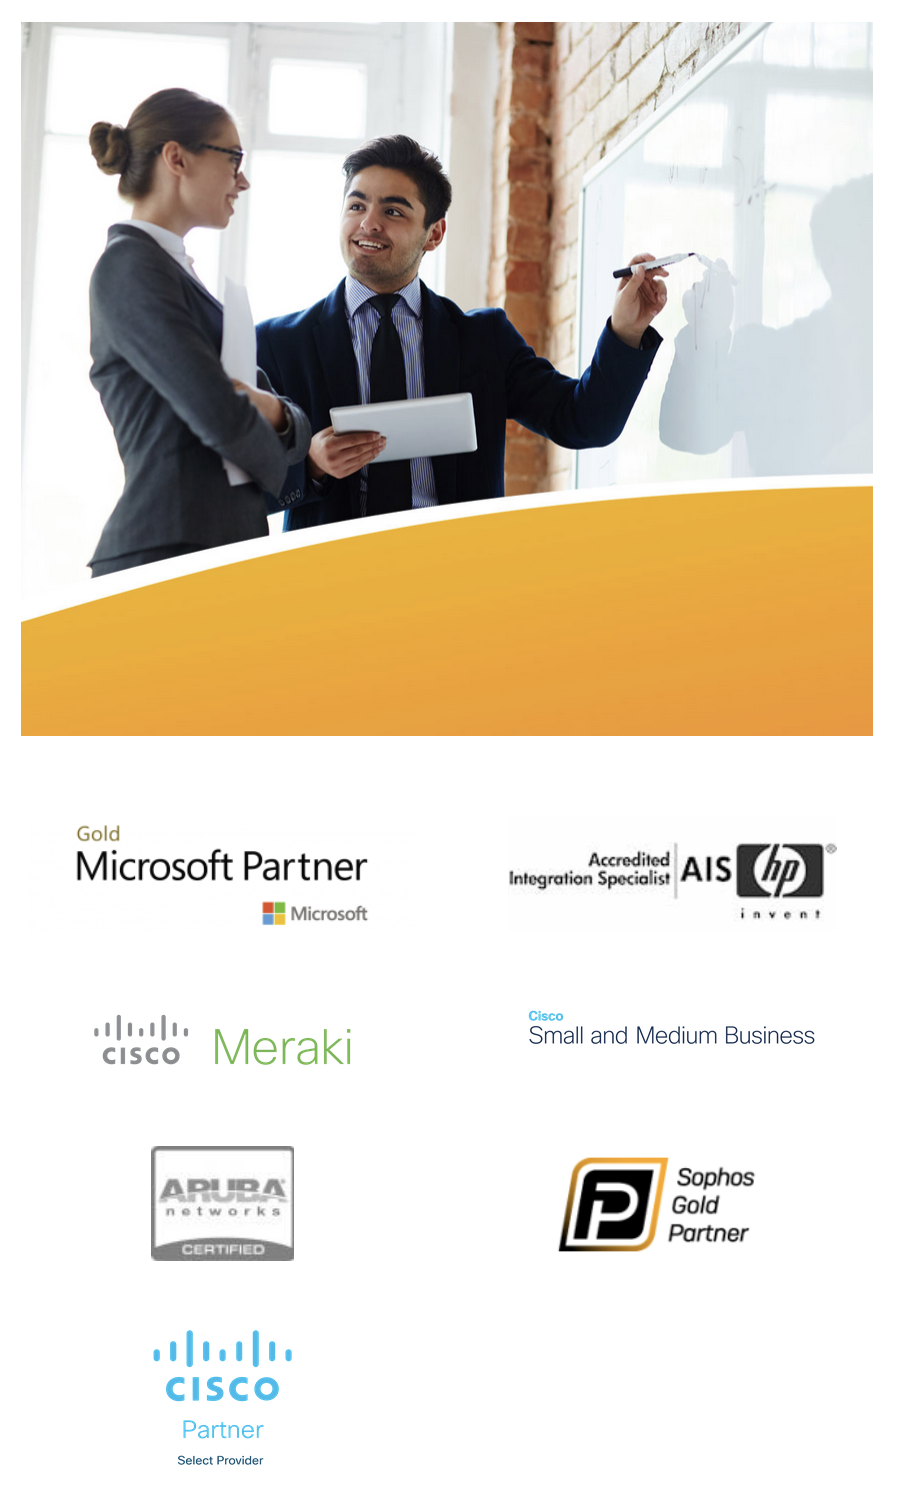 Gold
Microsoft Partner
Microsoft
Accredited
Integration Specialist
AIS
hp®
invent
CISCO
Meraki
Cisco
Small and Medium Business
ARUBA®
networks
CERTIFIED
Sophos
Gold
Partner
CISCO
Partner
Select Provider